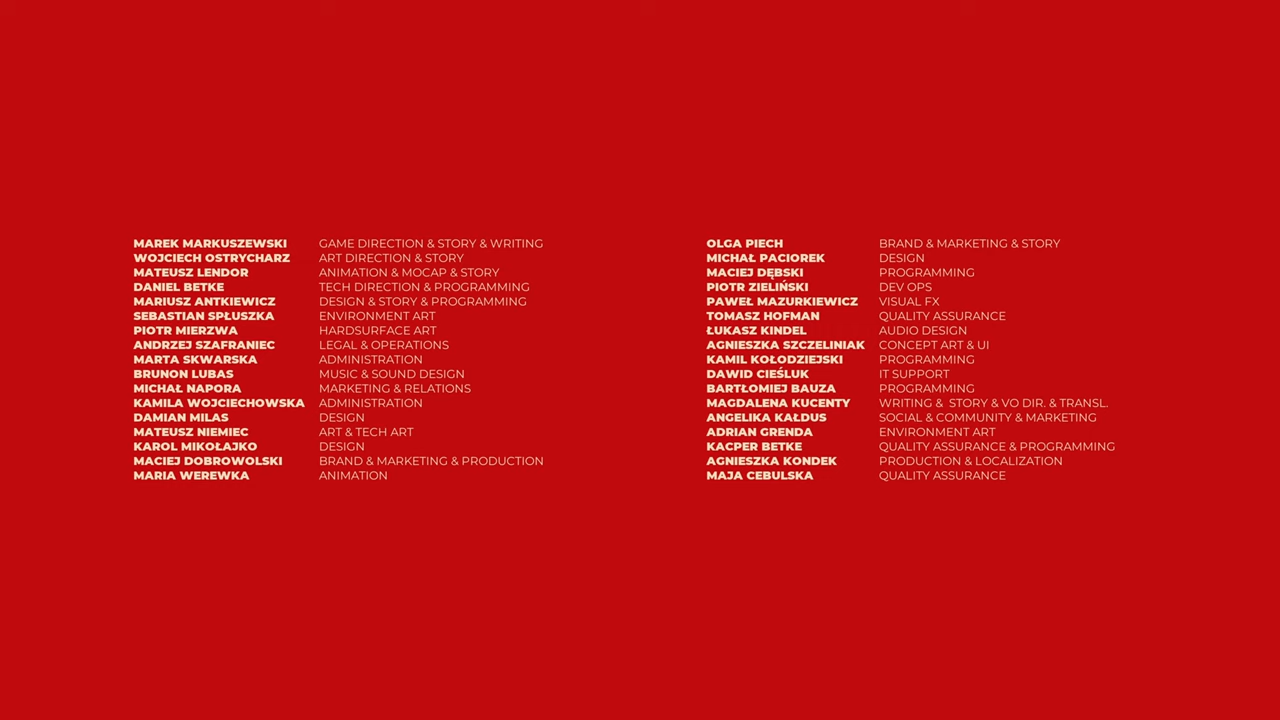 MAREK MARKUSZEWSKI GAME DIRECTION & STORY & WRITING
WOJCIECH OSTRYCHARZ ART DIRECTION & STORY
MATEUSZ LENDOR ANIMATION & MOCAP & STORY
DANIEL BETKE TECH DIRECTION & PROGRAMMING
MARIUSZ ANTKIEWICZ DESIGN & STORY & PROGRAMMING
SEBASTIAN SPŁUSZKA ENVIRONMENT ART
PIOTR MIERZWA HARDSURFACE ART
ANDRZEJ SZAFRANIEC LEGAL & OPERATIONS
MARTA SKWARSKA ADMINISTRATION
BRUNON LUBAS MUSIC & SOUND DESIGN
MICHAŁ NAPORA MARKETING & RELATIONS
KAMILA WOJCIECHOWSKA ADMINISTRATION
DAMIAN MILAS DESIGN
MATEUSZ NIEMIEC ART & TECH ART
KAROL MIKOŁAJKO DESIGN
MACIEJ DOBROWOLSKI BRAND & MARKETING & PRODUCTION
MARIA WEREWKA ANIMATION
OLGA PIECH BRAND & MARKETING & STORY
MICHAŁ PACIOREK DESIGN
MACIEJ DĘBSKI PROGRAMMING
PIOTR ZIELIŃSKI DEV OPS
PAWEŁ MAZURKIEWICZ VISUAL FX
TOMASZ HOFMAN QUALITY ASSURANCE
ŁUKASZ KINDEL AUDIO DESIGN
AGNIESZKA SZCZELINIAK CONCEPT ART & UI
KAMIL KOŁODZIEJSKI PROGRAMMING
DAWID CIEŚLUK IT SUPPORT
BARTŁOMIEJ BAUZA PROGRAMMING
MAGDALENA KUCENTY WRITING & STORY & VO DIR. & TRANSL.
ANGELIKA KAŁDUS SOCIAL & COMMUNITY & MARKETING
ADRIAN GRENDA ENVIRONMENT ART
KACPER BETKE QUALITY ASSURANCE & PROGRAMMING
AGNIESZKA KONDEK PRODUCTION & LOCALIZATION
MAJA CEBULSKA QUALITY ASSURANCE